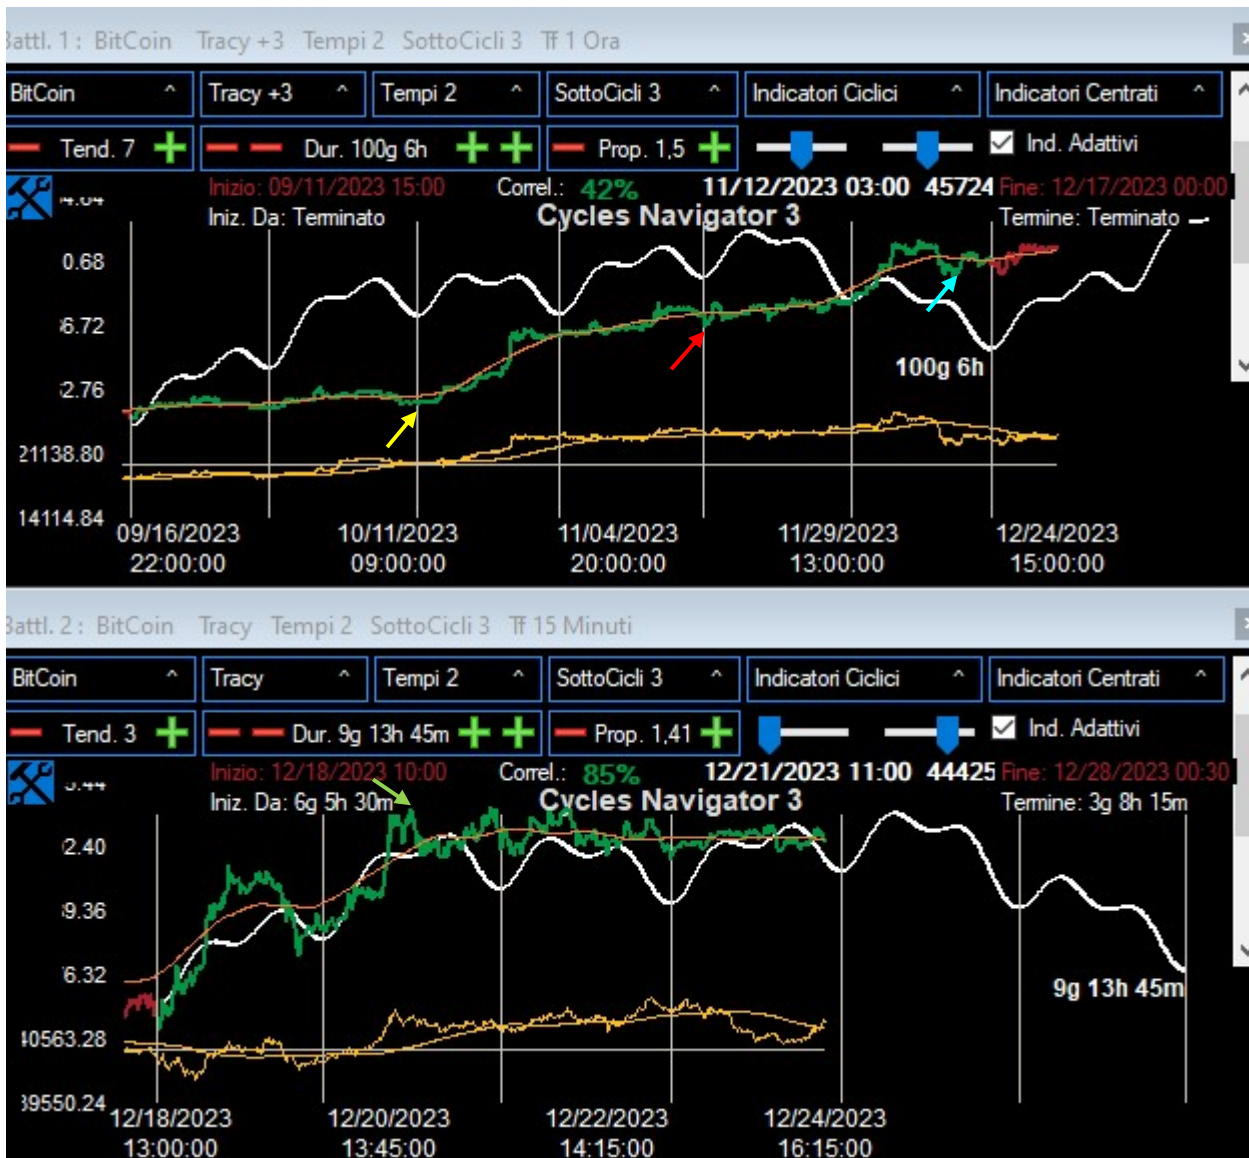 Battl. 1 : BitCoin Tracy +3 Tempi 2 SottoCicli 3 Tf 1 Ora
BitCoin ^ Tracy +3 ^ Tempi 2 ^ SottoCicli 3 ^ Indicatori Ciclici ^ Indicatori Centrati ^
Tend. 7 Dur. 100g 6h Prop. 1,5 Ind. Adattivi
Inizio: 09/11/2023 15:00 Correl.: 42% 11/12/2023 03:00 45724 Fine: 12/17/2023 00:00
Iniz. Da: Terminato Cycles Navigator 3 Termine: Terminato
0.68
6.72
100g 6h
2.76
21138.80
14114.84
09/16/2023 10/11/2023 11/04/2023 11/29/2023 12/24/2023
22:00:00 09:00:00 20:00:00 13:00:00 15:00:00
Battl. 2 : BitCoin Tracy Tempi 2 SottoCicli 3 Tf 15 Minuti
BitCoin ^ Tracy ^ Tempi 2 ^ SottoCicli 3 ^ Indicatori Ciclici ^ Indicatori Centrati ^
Tend. 3 Dur. 9g 13h 45m Prop. 1,41 Ind. Adattivi
Inizio: 12/18/2023 10:00 Correl.: 85% 12/21/2023 11:00 44425 Fine: 12/28/2023 00:30
Iniz. Da: 6g 5h 30m Cycles Navigator 3 Termine: 3g 8h 15m
2.40
9.36
6.32
9g 13h 45m
40563.28
39550.24
12/18/2023 12/20/2023 12/22/2023 12/24/2023
13:00:00 13:45:00 14:15:00 16:15:00